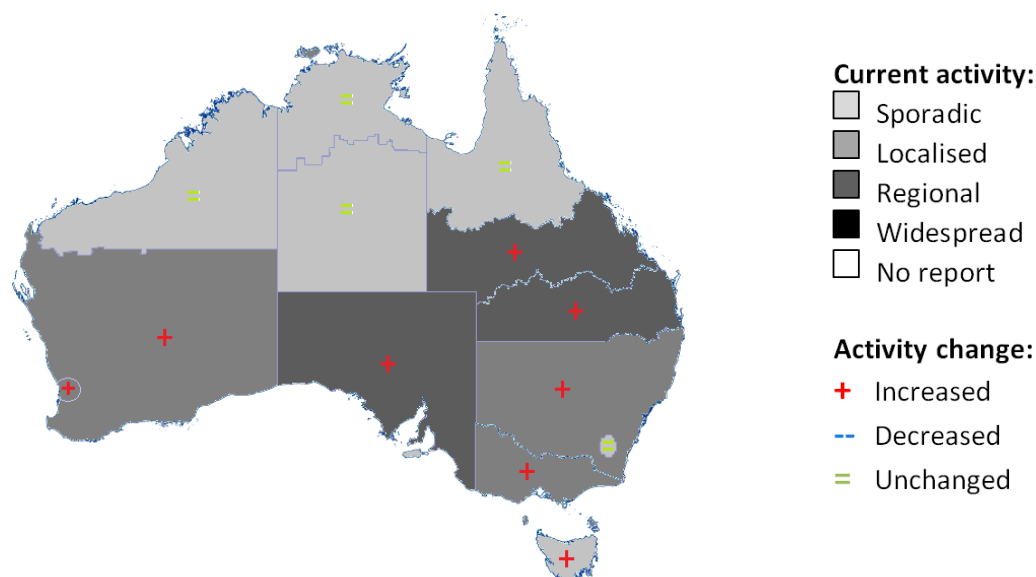 Current activity:
Sporadic
Localised
Regional
Widespread
No report
Activity change:
+ Increased
-- Decreased
= Unchanged